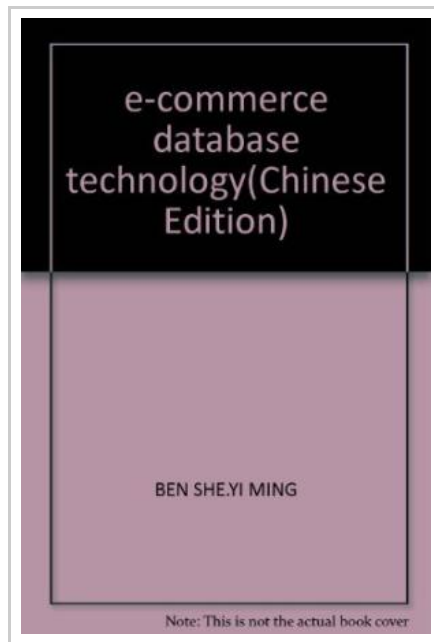 e-commerce
database
technology(Chinese
Edition)
BEN SHE.YI MING
Note: This is not the actual book cover